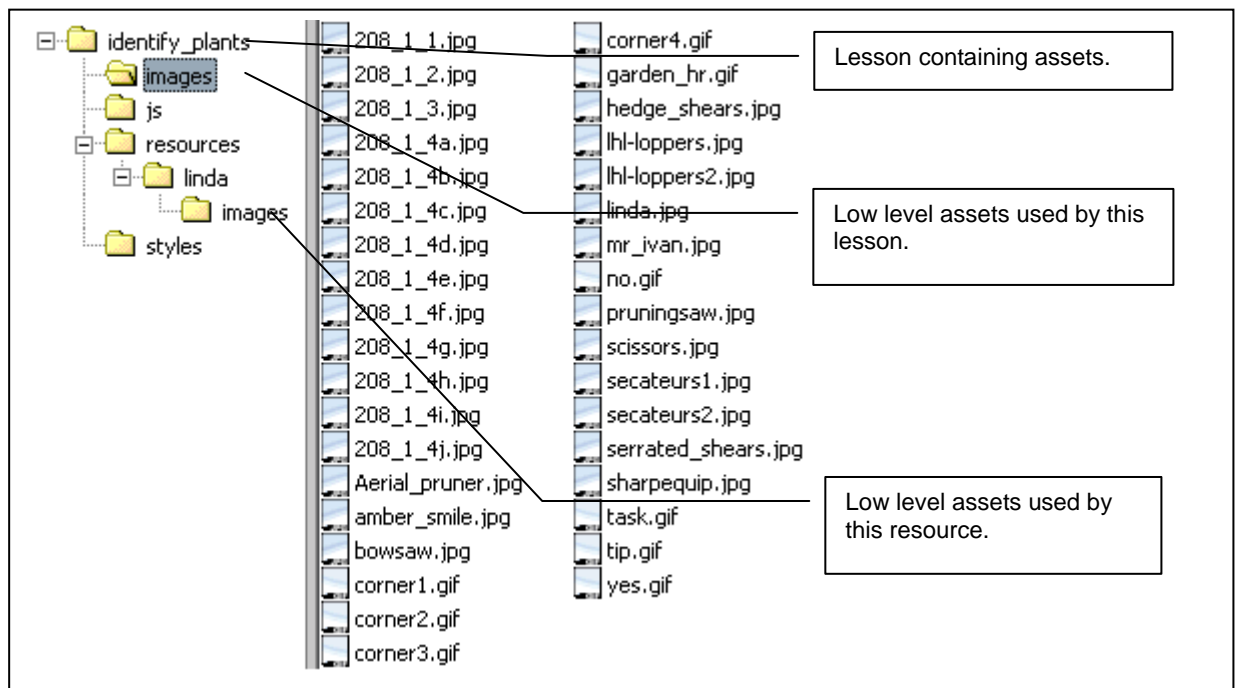 identify_plants
images
js
resources
linda
images
styles
208_1_1.jpg
208_1_2.jpg
208_1_3.jpg
208_1_4a.jpg
208_1_4b.jpg
208_1_4c.jpg
208_1_4d.jpg
208_1_4e.jpg
208_1_4f.jpg
208_1_4g.jpg
208_1_4h.jpg
208_1_4i.jpg
208_1_4j.jpg
Aerial_pruner.jpg
amber_smile.jpg
bowsaw.jpg
corner1.gif
corner2.gif
corner3.gif
corner4.gif
garden_hr.gif
hedge_shears.jpg
lhl-loppers.jpg
lhl-loppers2.jpg
linda.jpg
mr_ivan.jpg
no.gif
pruningsaw.jpg
scissors.jpg
secateurs1.jpg
secateurs2.jpg
serrated_shears.jpg
sharpequip.jpg
task.gif
tip.gif
yes.gif
Lesson containing assets.
Low level assets used by this
lesson.
Low level assets used by
this resource.